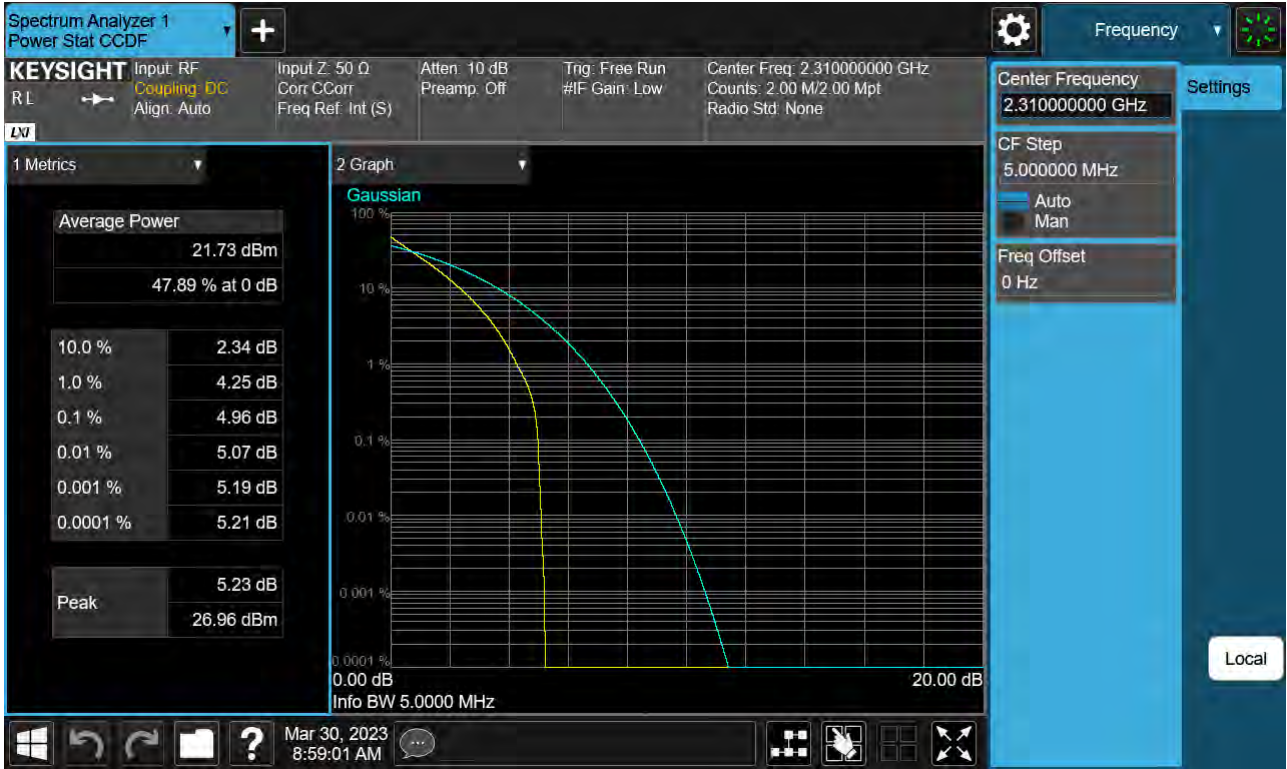 Spectrum Analyzer 1
Power Stat CCDF
+
Frequency
KEYSIGHT
R L
LXI
Input: RF
Coupling: DC
Align: Auto
Input Z: 50 Ω
Corr CCorr
Freq Ref: Int (S)
Atten: 10 dB
Preamp: Off
Trig: Free Run
#IF Gain: Low
Center Freq: 2.310000000 GHz
Counts: 2.00 M/2.00 Mpt
Radio Std: None
Center Frequency
2.310000000 GHz
Settings
CF Step
5.000000 MHz
Auto
Man
Freq Offset
0 Hz
1 Metrics
Average Power
21.73 dBm
47.89 % at 0 dB
10.0 % 2.34 dB
1.0 % 4.25 dB
0.1 % 4.96 dB
0.01 % 5.07 dB
0.001 % 5.19 dB
0.0001 % 5.21 dB
Peak
5.23 dB
26.96 dBm
2 Graph
Gaussian
100 %
10 %
1 %
0.1 %
0.01 %
0.001 %
0.0001 %
0.00 dB 20.00 dB
Info BW 5.0000 MHz
Local
?
Mar 30, 2023
8:59:01 AM